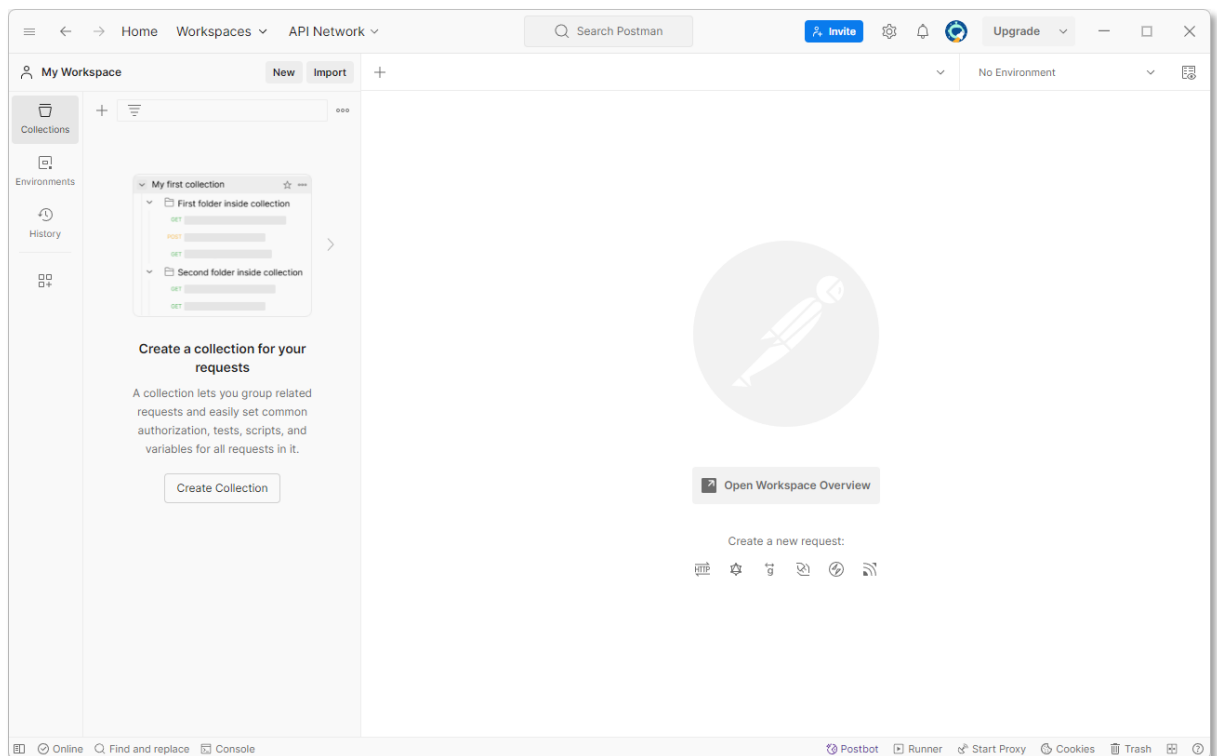 Home Workspaces API Network Search Postman Invite Upgrade
My Workspace New Import No Environment
Collections
Environments
History
My first collection
First folder inside collection
GET
POST
GET
Second folder inside collection
GET
GET
Create a collection for your
requests
A collection lets you group related
requests and easily set common
authorization, tests, scripts, and
variables for all requests in it.
Create Collection
Open Workspace Overview
Create a new request:
HTTP
g
Online Find and replace Console Postbot Runner Start Proxy Cookies Trash